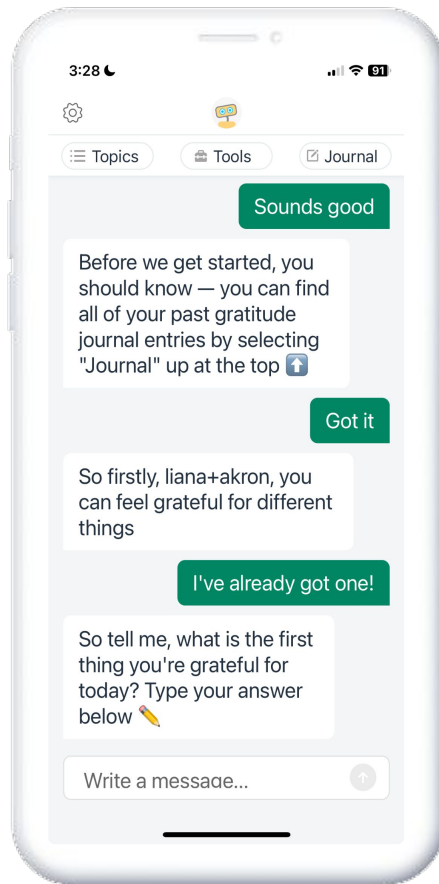 3:28
91
Topics
Tools
Journal
Sounds good
Before we get started, you
should know — you can find
all of your past gratitude
journal entries by selecting
"Journal" up at the top ⬆️
Got it
So firstly, liana+akron, you
can feel grateful for different
things
I've already got one!
So tell me, what is the first
thing you're grateful for
today? Type your answer
below ✏️
Write a message...